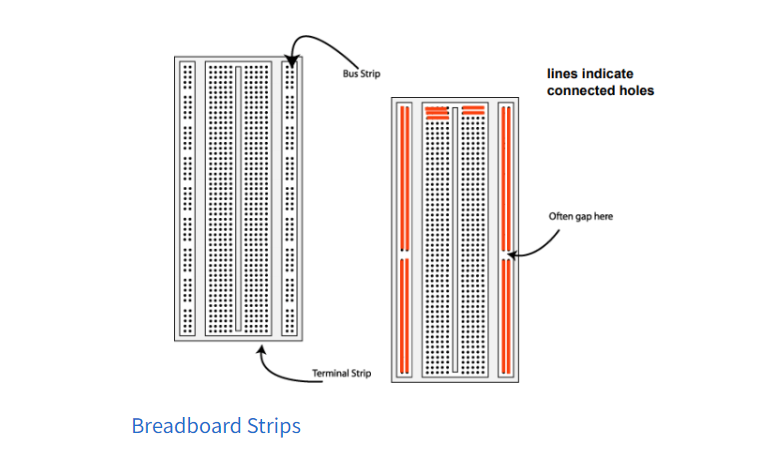 Bus Strip
lines indicate
connected holes
Often gap here
Terminal Strip
Breadboard Strips